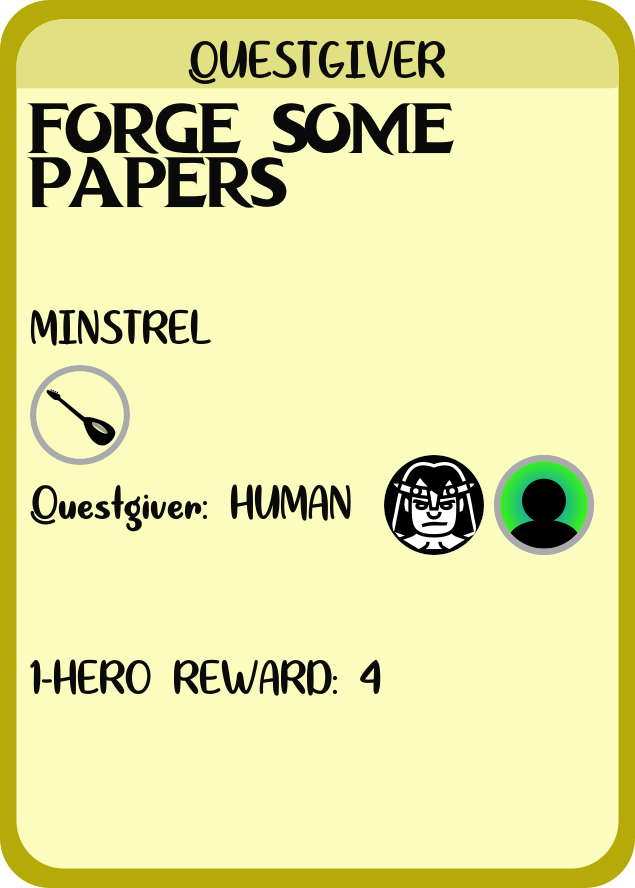 QUESTGIVER
FORGE SOME
PAPERS
MINSTREL
Questgiver: HUMAN
1-HERO REWARD: 4